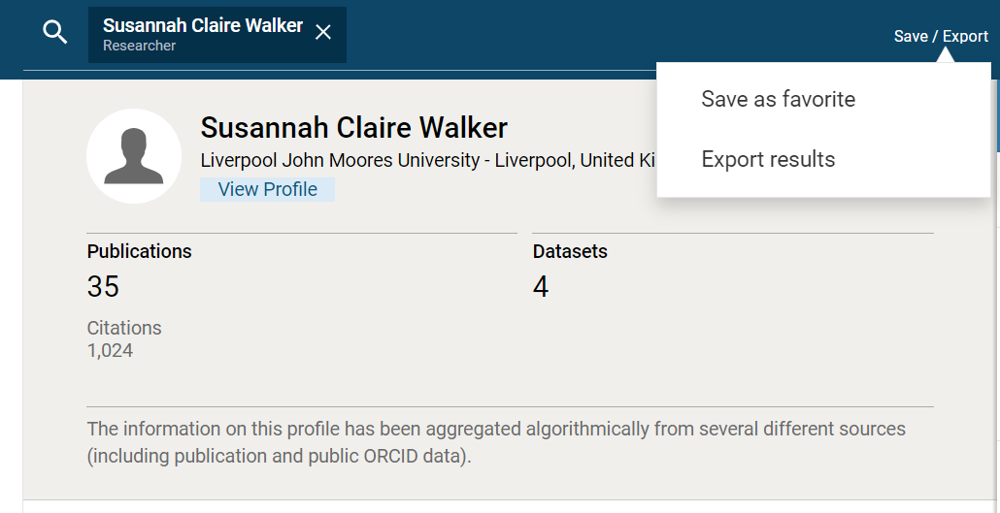 Susannah Claire Walker
Researcher
Save / Export
Save as favorite
Export results
Susannah Claire Walker
Liverpool John Moores University - Liverpool, United Ki
View Profile
Publications
35
Citations
1,024
Datasets
4
The information on this profile has been aggregated algorithmically from several different sources
(including publication and public ORCID data).